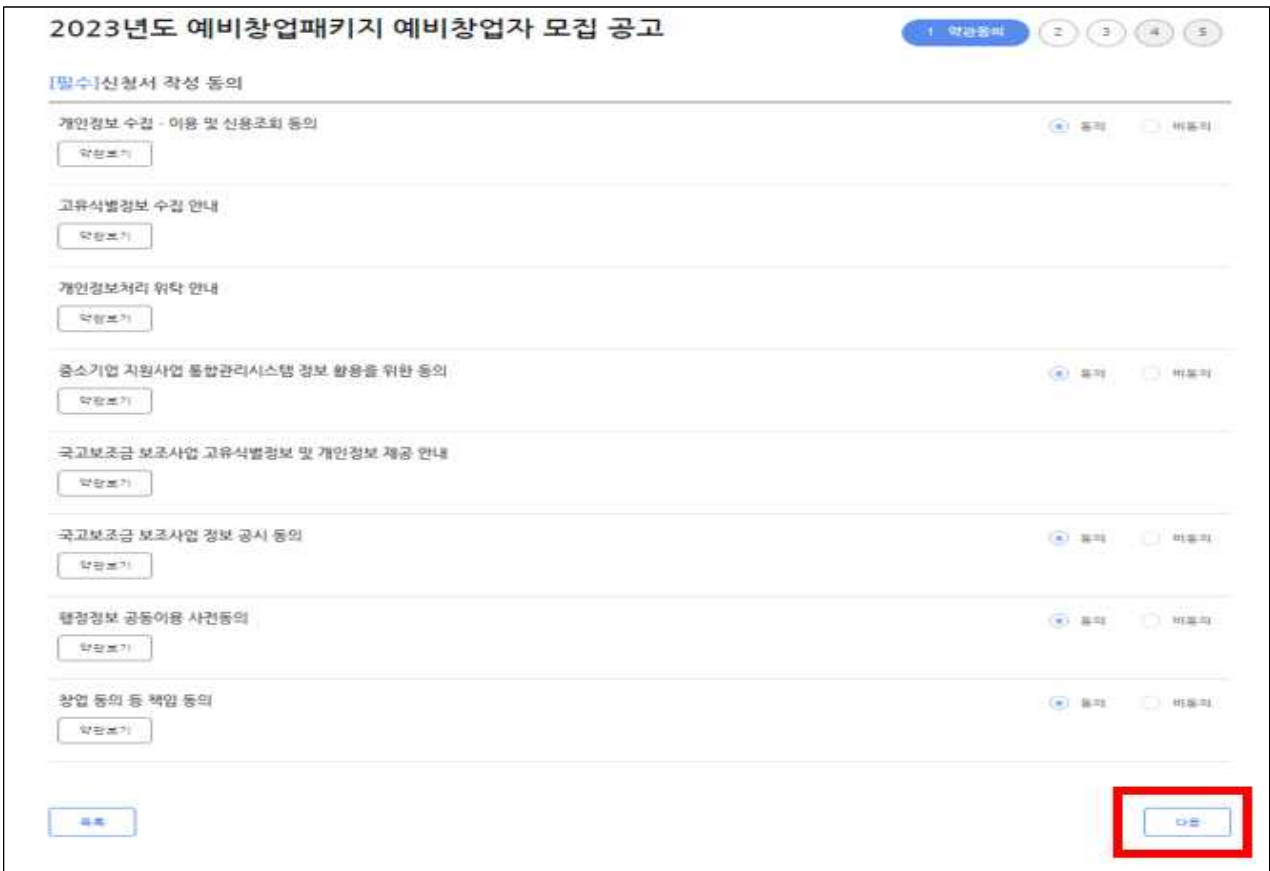 2023년도 예비창업패키지 예비창업자 모집 공고
1 약관동의 2 3 4 5
[필수]신청서 작성 동의
개인정보 수집 · 이용 및 신용조회 동의
동의 비동의
약관보기
고유식별정보 수집 안내
약관보기
개인정보처리 위탁 안내
약관보기
중소기업 지원사업 통합관리시스템 정보 활용을 위한 동의
동의 비동의
약관보기
국고보조금 보조사업 고유식별정보 및 개인정보 제공 안내
약관보기
국고보조금 보조사업 정보 공시 동의
동의 비동의
약관보기
행정정보 공동이용 사전동의
동의 비동의
약관보기
창업 동의 등 책임 동의
동의 비동의
약관보기
목록 다음